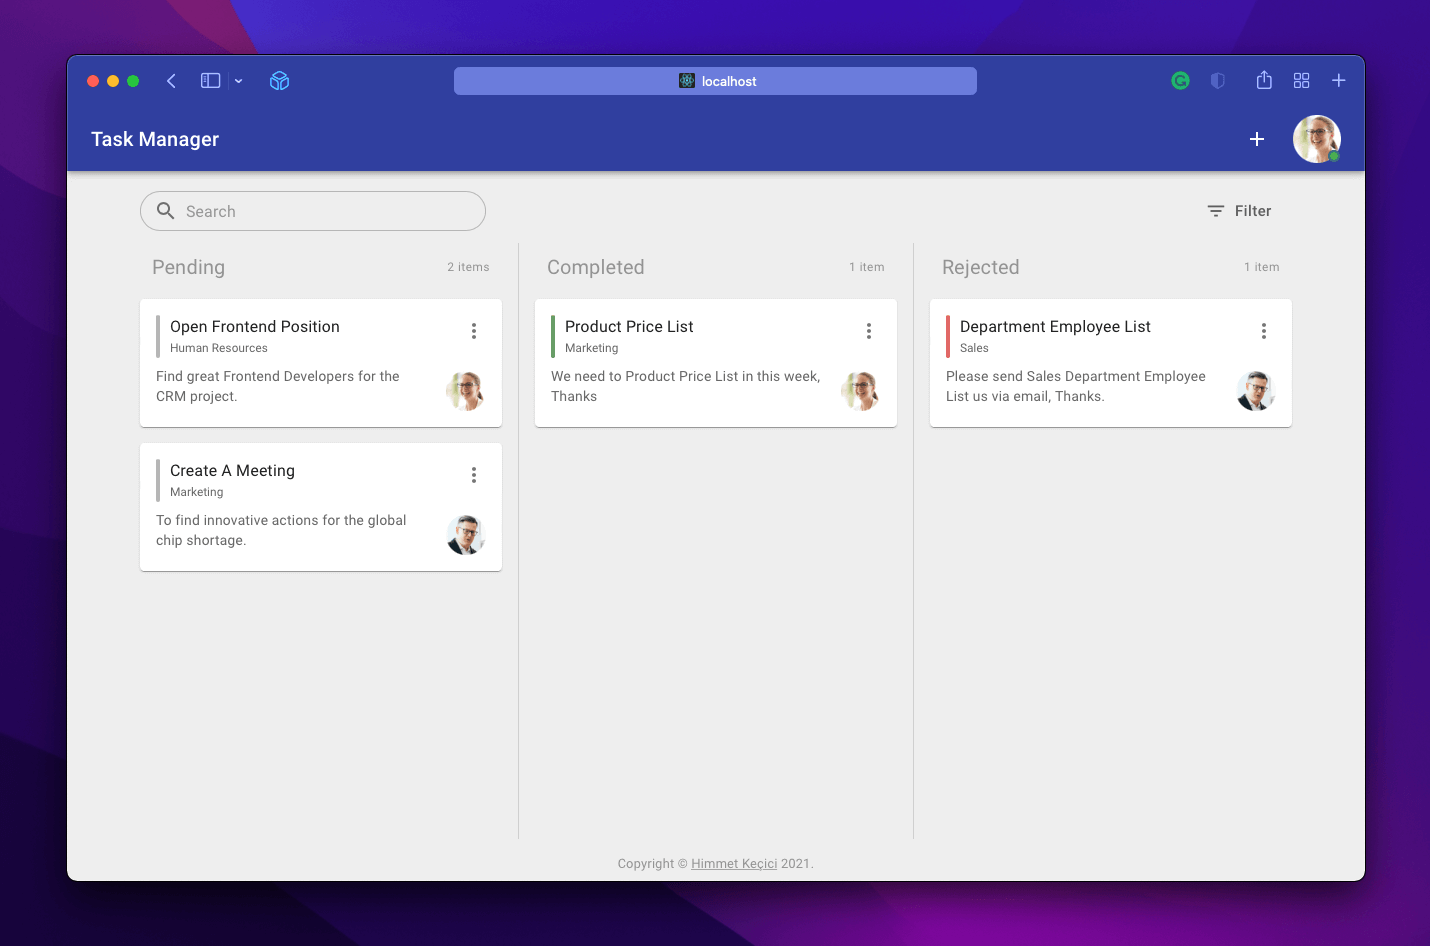 localhost
Task Manager
Search
Filter
Pending
2 items
Open Frontend Position
Human Resources
Find great Frontend Developers for the
CRM project.
Create A Meeting
Marketing
To find innovative actions for the global
chip shortage.
Completed
1 item
Product Price List
Marketing
We need to Product Price List in this week,
Thanks
Rejected
1 item
Department Employee List
Sales
Please send Sales Department Employee
List us via email, Thanks.
Copyright © Himmet Keçici 2021.